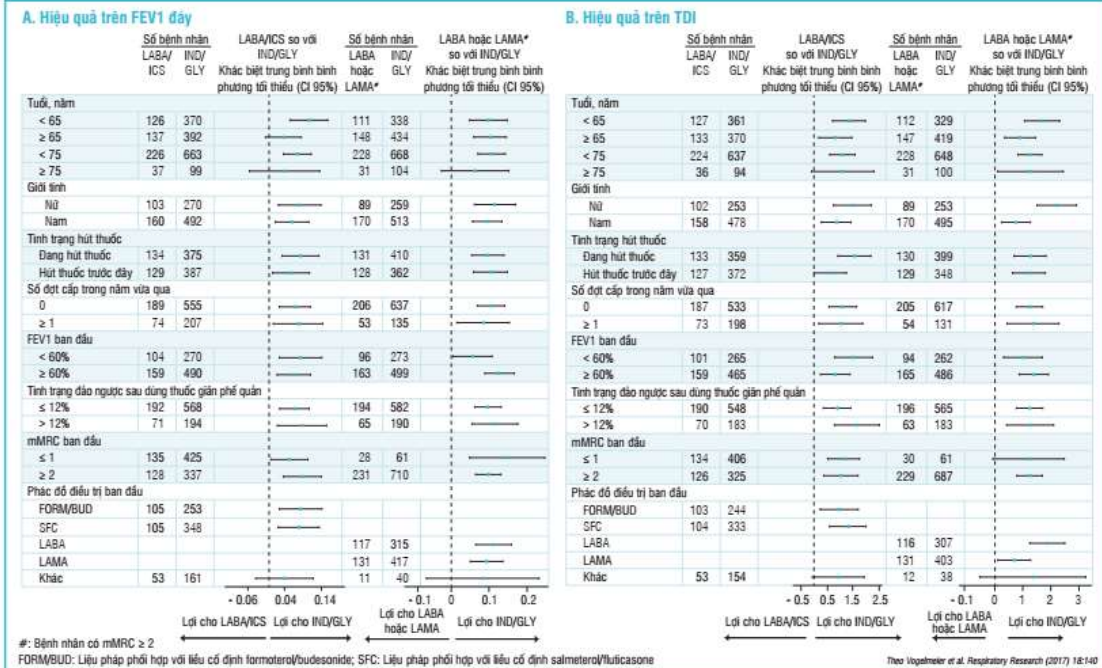 A. Hiệu quả trên FEV1 đáy
Số bệnh nhân LABA/ICS so với IND/GLY Số bệnh nhân LABA hoặc LAMA# so với IND/GLY
LABA/ICS IND/GLY Khác biệt trung bình bình phương tối thiểu (CI 95%) LABA hoặc LAMA# IND/GLY Khác biệt trung bình bình phương tối thiểu (CI 95%)
Tuổi, năm
< 65 126 370 111 338
≥ 65 137 392 148 434
< 75 226 663 228 668
≥ 75 37 99 31 104
Giới tính
Nữ 103 270 89 259
Nam 160 492 170 513
Tình trạng hút thuốc
Đang hút thuốc 134 375 131 410
Hút thuốc trước đây 129 387 128 362
Số đợt cấp trong năm vừa qua
0 189 555 206 637
≥ 1 74 207 53 135
FEV1 ban đầu
< 60% 104 270 96 273
≥ 60% 159 490 163 499
Tình trạng đảo ngược sau dùng thuốc giãn phế quản
≤ 12% 192 568 194 582
> 12% 71 194 65 190
mMRC ban đầu
≤ 1 135 425 28 61
≥ 2 128 337 231 710
Phác đồ điều trị ban đầu
FORM/BUD 105 253
SFC 105 348
LABA 117 315
LAMA 131 417
Khác 53 161 11 40
- 0.06 0.04 0.14 - 0.1 0 0.1 0.2
Lợi cho LABA/ICS Lợi cho IND/GLY Lợi cho LABA hoặc LAMA Lợi cho IND/GLY
B. Hiệu quả trên TDI
Số bệnh nhân LABA/ICS so với IND/GLY Số bệnh nhân LABA hoặc LAMA# so với IND/GLY
LABA/ICS IND/GLY Khác biệt trung bình bình phương tối thiểu (CI 95%) LABA hoặc LAMA# IND/GLY Khác biệt trung bình bình phương tối thiểu (CI 95%)
Tuổi, năm
< 65 127 361 112 329
≥ 65 133 370 147 419
< 75 224 637 228 648
≥ 75 36 94 31 100
Giới tính
Nữ 102 253 89 253
Nam 158 478 170 495
Tình trạng hút thuốc
Đang hút thuốc 133 359 130 399
Hút thuốc trước đây 127 372 129 348
Số đợt cấp trong năm vừa qua
0 187 533 205 617
≥ 1 73 198 54 131
FEV1 ban đầu
< 60% 101 265 94 262
≥ 60% 159 465 165 486
Tình trạng đảo ngược sau dùng thuốc giãn phế quản
≤ 12% 190 548 196 565
> 12% 70 183 63 183
mMRC ban đầu
≤ 1 134 406 30 61
≥ 2 126 325 229 687
Phác đồ điều trị ban đầu
FORM/BUD 103 244
SFC 104 333
LABA 116 307
LAMA 131 403
Khác 53 154 12 38
- 0.5 0.5 1.5 2.5 -0.1 0 1 2 3
Lợi cho LABA/ICS Lợi cho IND/GLY Lợi cho LABA hoặc LAMA Lợi cho IND/GLY
#: Bệnh nhân có mMRC ≥ 2
FORM/BUD: Liệu pháp phối hợp với liều cố định formoterol/budesonide; SFC: Liệu pháp phối hợp với liều cố định salmeterol/fluticasone
Theo Vogelmeier et al. Respiratory Research (2017) 18:140